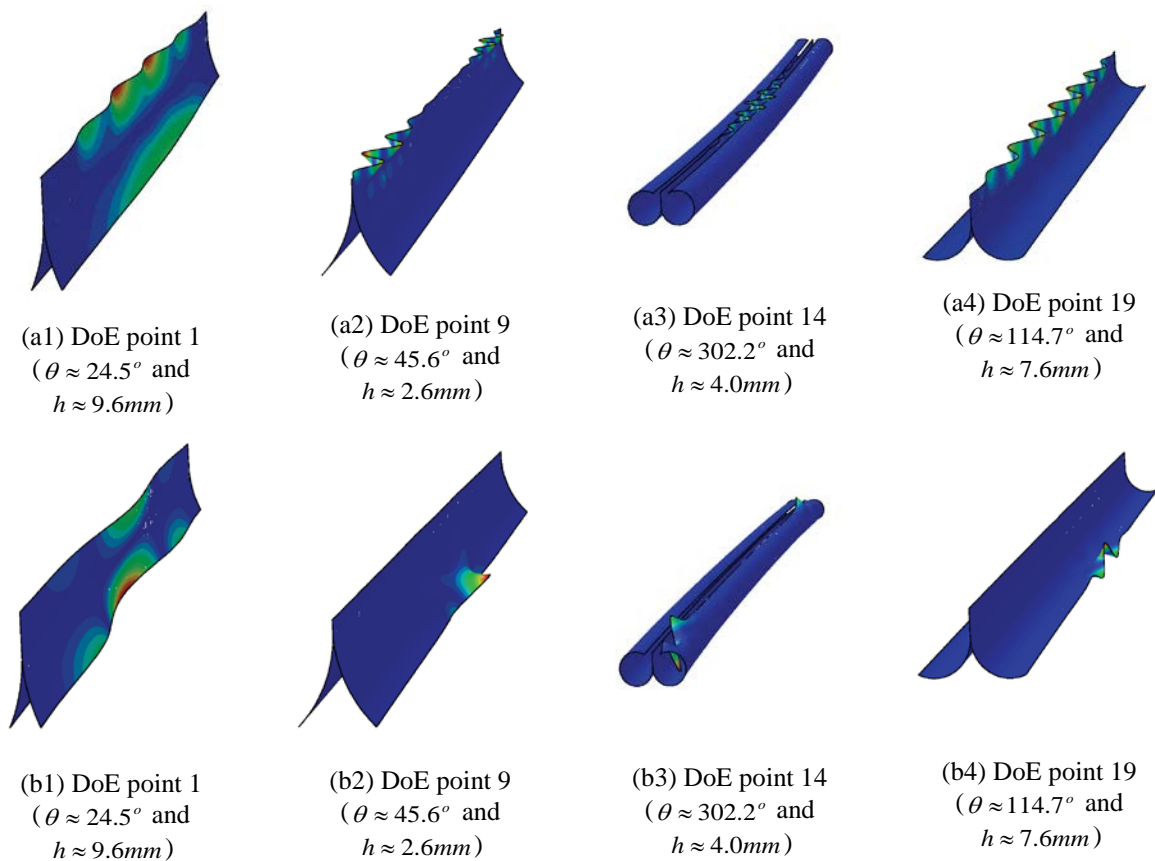 (a1) DoE point 1
(θ ≈ 24.5° and
h ≈ 9.6mm)
(a2) DoE point 9
(θ ≈ 45.6° and
h ≈ 2.6mm)
(a3) DoE point 14
(θ ≈ 302.2° and
h ≈ 4.0mm)
(a4) DoE point 19
(θ ≈ 114.7° and
h ≈ 7.6mm)
(b1) DoE point 1
(θ ≈ 24.5° and
h ≈ 9.6mm)
(b2) DoE point 9
(θ ≈ 45.6° and
h ≈ 2.6mm)
(b3) DoE point 14
(θ ≈ 302.2° and
h ≈ 4.0mm)
(b4) DoE point 19
(θ ≈ 114.7° and
h ≈ 7.6mm)